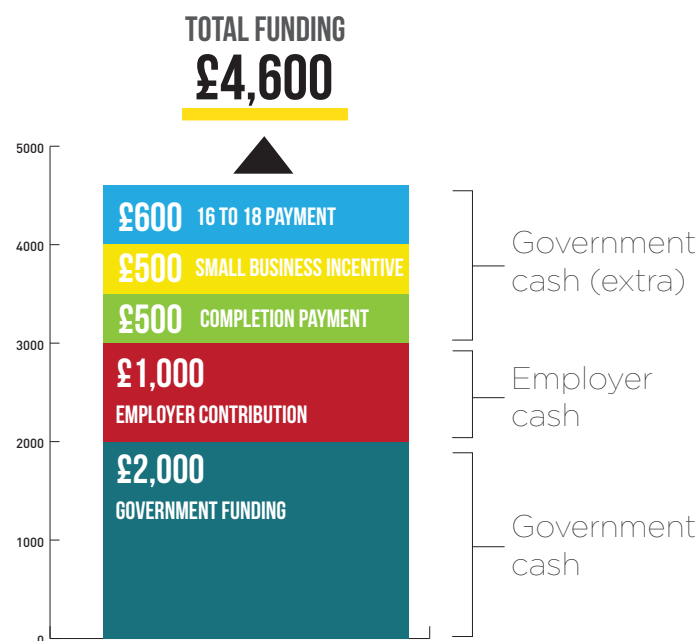 TOTAL FUNDING
£4,600
5000
£600 16 TO 18 PAYMENT
4000
£500 SMALL BUSINESS INCENTIVE
£500 COMPLETION PAYMENT
Government
cash (extra)
3000
£1,000
EMPLOYER CONTRIBUTION
Employer
cash
2000
£2,000
GOVERNMENT FUNDING
1000
Government
cash
0